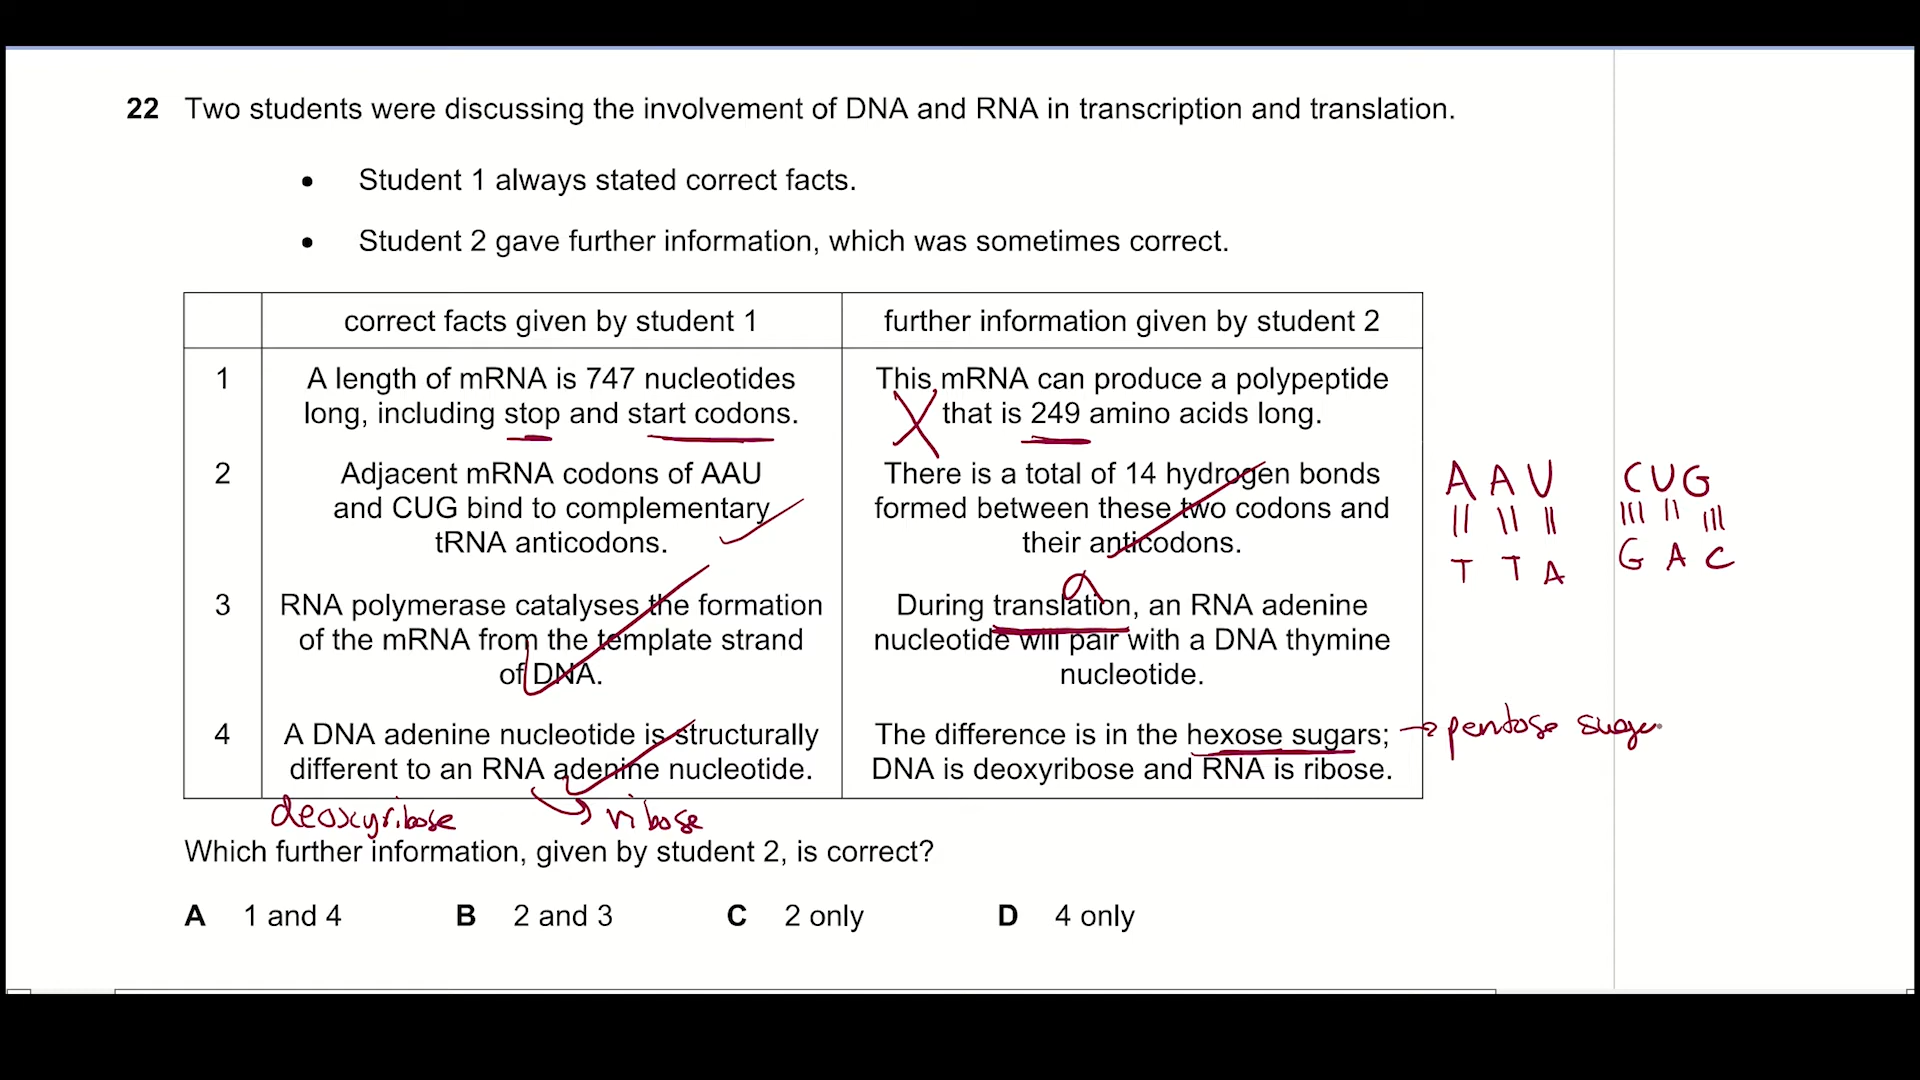 22 Two students were discussing the involvement of DNA and RNA in transcription and translation.
• Student 1 always stated correct facts.
• Student 2 gave further information, which was sometimes correct.
correct facts given by student 1
further information given by student 2
1
A length of mRNA is 747 nucleotides
long, including stop and start codons.
This mRNA can produce a polypeptide
that is 249 amino acids long.
2
Adjacent mRNA codons of AAU
and CUG bind to complementary
tRNA anticodons.
There is a total of 14 hydrogen bonds
formed between these two codons and
their anticodons.
A A U C U G
T T A G A C
3
RNA polymerase catalyses the formation
of the mRNA from the template strand
of DNA.
During translation, an RNA adenine
nucleotide will pair with a DNA thymine
nucleotide.
4
A DNA adenine nucleotide is structurally
different to an RNA adenine nucleotide.
The difference is in the hexose sugars;
DNA is deoxyribose and RNA is ribose.
pentose suge
deoxyribose ribose
Which further information, given by student 2, is correct?
A 1 and 4 B 2 and 3 C 2 only D 4 only